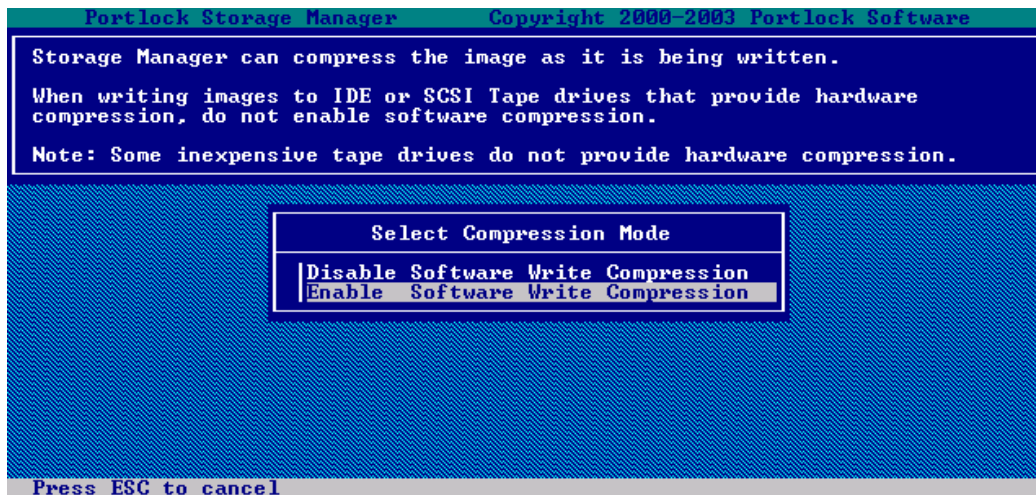 Portlock Storage Manager Copyright 2000-2003 Portlock Software
Storage Manager can compress the image as it is being written.
When writing images to IDE or SCSI Tape drives that provide hardware
compression, do not enable software compression.
Note: Some inexpensive tape drives do not provide hardware compression.
Select Compression Mode
Disable Software Write Compression
Enable Software Write Compression
Press ESC to cancel